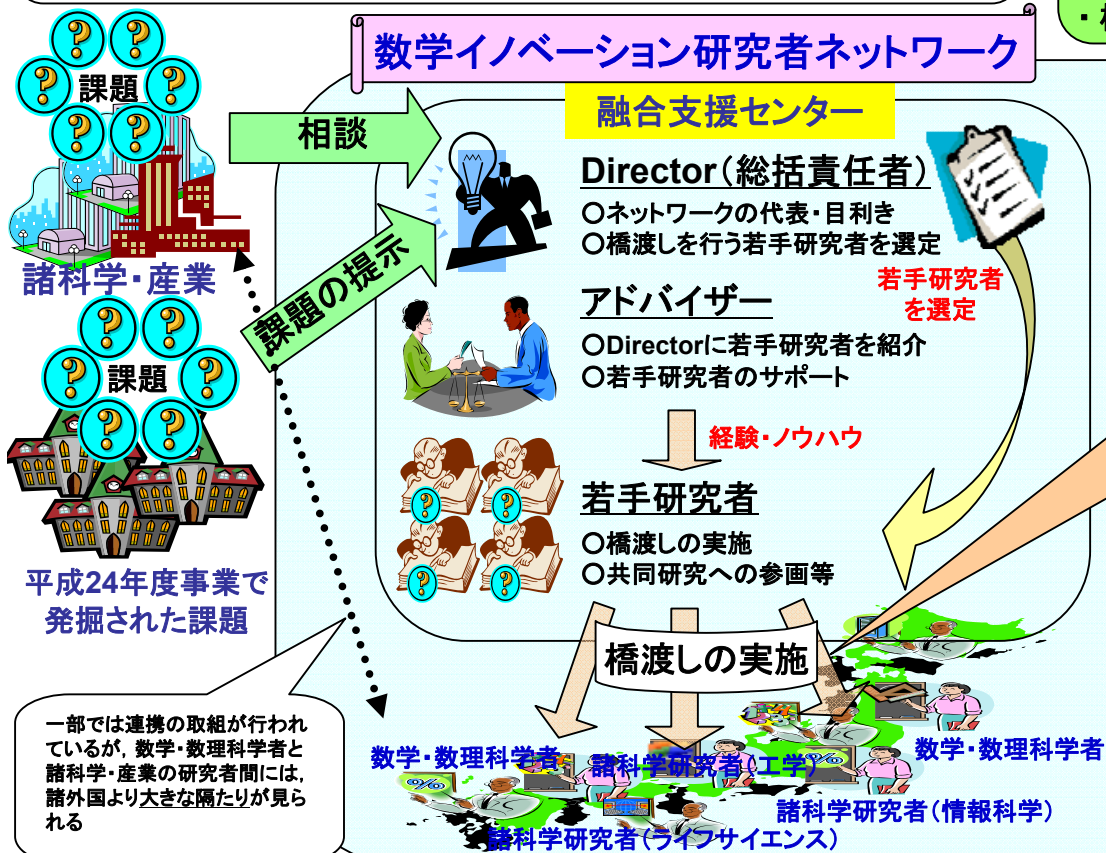 数学イノベーション研究者ネットワーク
課題
相談
諸科学・産業
課題の提示
課題
平成24年度事業で
発掘された課題
融合支援センター
Director(総括責任者)
○ネットワークの代表・目利き
○橋渡しを行う若手研究者を選定
若手研究者
を選定
アドバイザー
○Directorに若手研究者を紹介
○若手研究者のサポート
経験・ノウハウ
若手研究者
○橋渡しの実施
○共同研究への参画等
橋渡しの実施
一部では連携の取組が行われ
ているが,数学・数理科学者と
諸科学・産業の研究者間には,
諸外国より大きな隔たりが見ら
れる
数学・数理科学者
諸科学研究者(工学)
数学・数理科学者
諸科学研究者(情報科学)
諸科学研究者(ライフサイエンス)